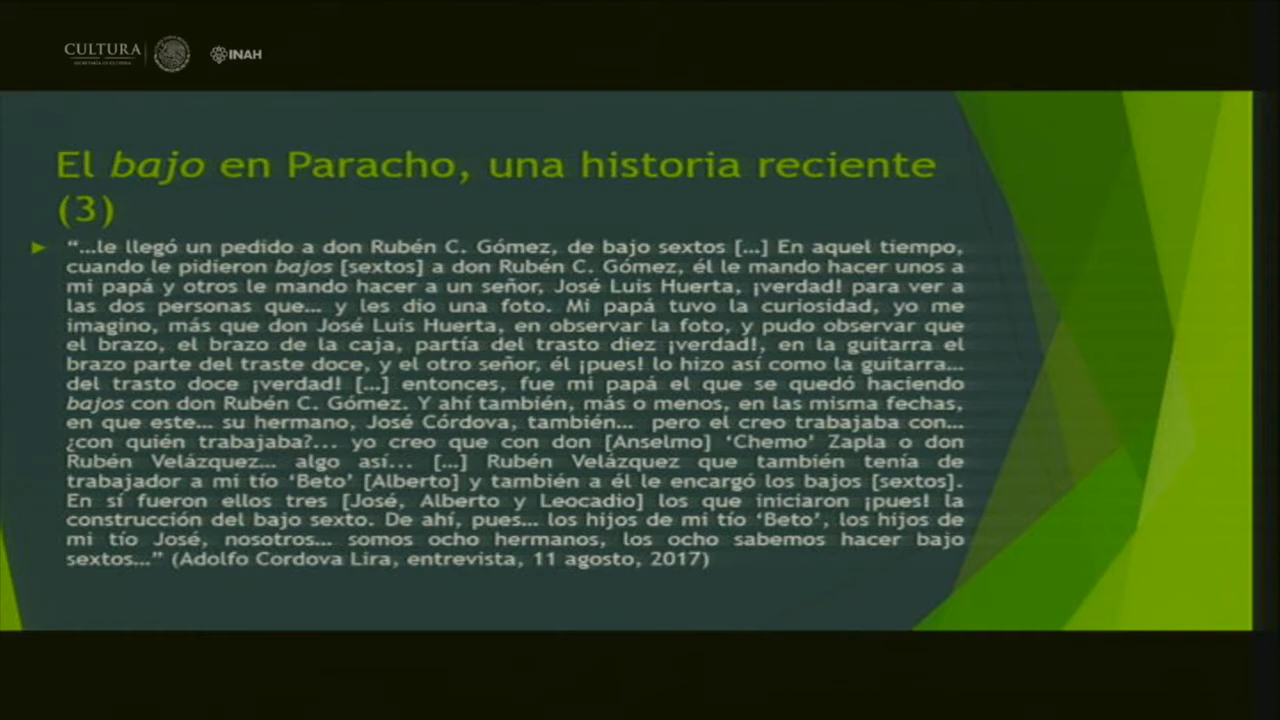 CULTURA
SECRETARÍA DE CULTURA
INAH
El bajo en Paracho, una historia reciente
(3)
“…le llegó un pedido a don Rubén C. Gómez, de bajo sextos […] En aquel tiempo,
cuando le pidieron bajos [sextos] a don Rubén C. Gómez, él le mando hacer unos a
mi papá y otros le mando hacer a un señor, José Luis Huerta, ¡verdad! para ver a
las dos personas que… y les dio una foto. Mi papá tuvo la curiosidad, yo me
imagino, más que don José Luis Huerta, en observar la foto, y pudo observar que
el brazo, el brazo de la caja, partía del trasto diez ¡verdad!, en la guitarra el
brazo parte del traste doce, y el otro señor, él ¡pues! lo hizo así como la guitarra…
del trasto doce ¡verdad! […] entonces, fue mi papá el que se quedó haciendo
bajos con don Rubén C. Gómez. Y ahí también, más o menos, en las misma fechas,
en que este… su hermano, José Córdova, también… pero el creo trabajaba con…
¿con quién trabajaba?... yo creo que con don [Anselmo] ‘Chemo’ Zapla o don
Rubén Velázquez… algo así... […] Rubén Velázquez que también tenía de
trabajador a mi tío ‘Beto’ [Alberto] y también a él le encargó los bajos [sextos].
En sí fueron ellos tres [José, Alberto y Leocadio] los que iniciaron ¡pues! la
construcción del bajo sexto. De ahí, pues… los hijos de mi tío ‘Beto’, los hijos de
mi tío José, nosotros… somos ocho hermanos, los ocho sabemos hacer bajo
sextos…” (Adolfo Cordova Lira, entrevista, 11 agosto, 2017)